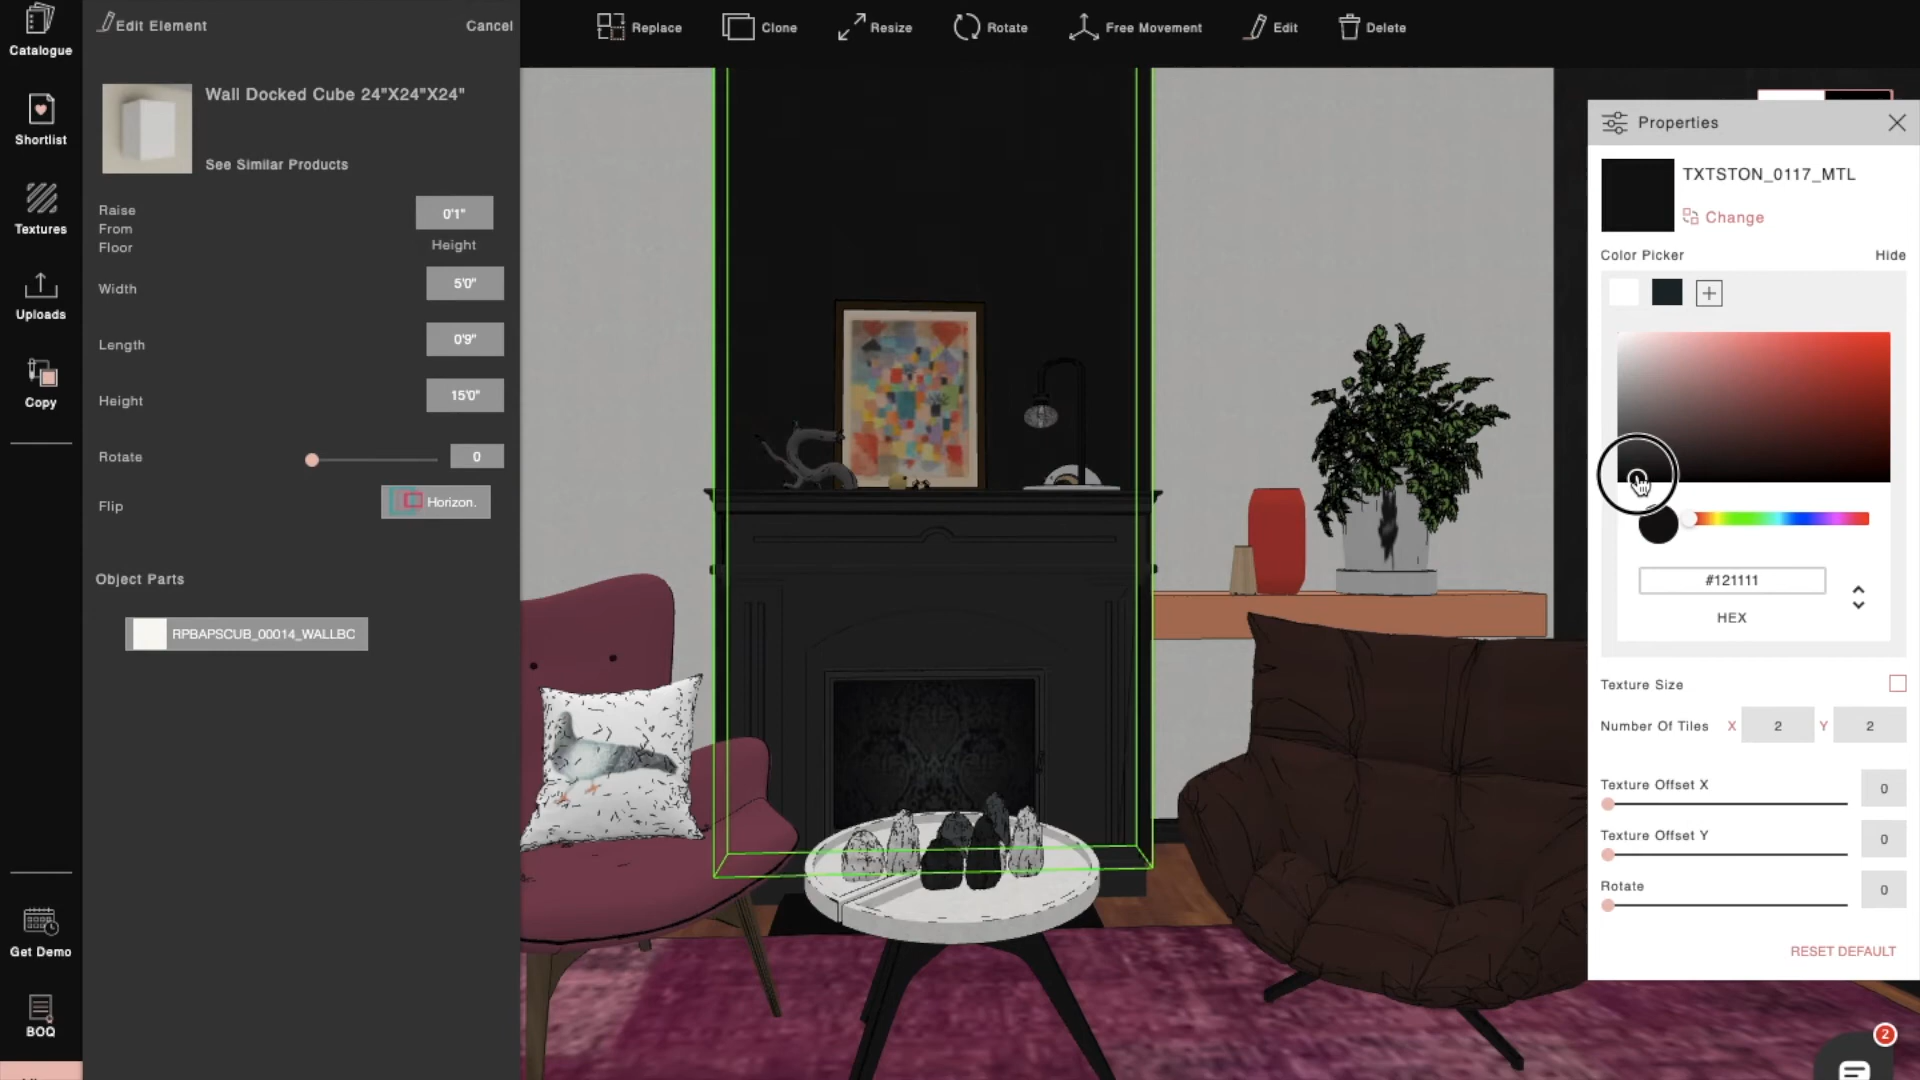 Catalogue
Shortlist
Textures
Uploads
Copy
Get Demo
BOQ
Edit Element
Cancel
Wall Docked Cube 24"X24"X24"
See Similar Products
Raise
From
Floor
0'1"
Height
Width
5'0"
Length
0'9"
Height
15'0"
Rotate
0
Flip
Horizon.
Object Parts
RPBAPSCUB_00014_WALLBC
Replace
Clone
Resize
Rotate
Free Movement
Edit
Delete
Properties
TXTSTON_0117_MTL
Change
Color Picker
Hide
#121111
HEX
Texture Size
Number Of Tiles X 2 Y 2
Texture Offset X
0
Texture Offset Y
0
Rotate
0
RESET DEFAULT
2